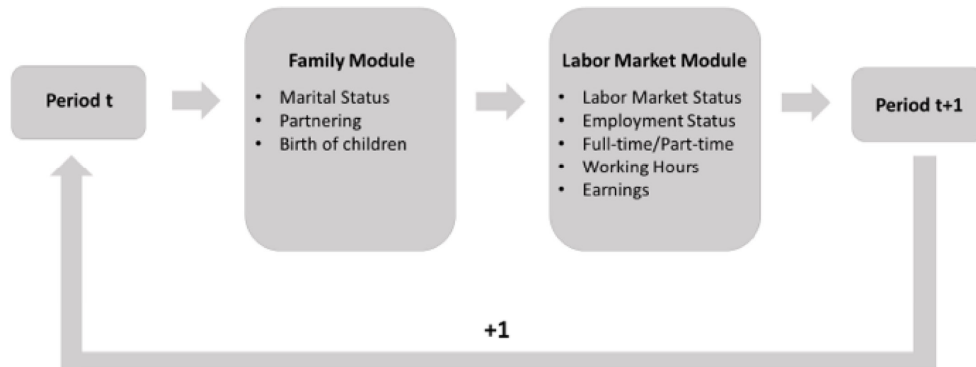 Period t
Family Module
• Marital Status
• Partnering
• Birth of children
Labor Market Module
• Labor Market Status
• Employment Status
• Full-time/Part-time
• Working Hours
• Earnings
Period t+1
+1